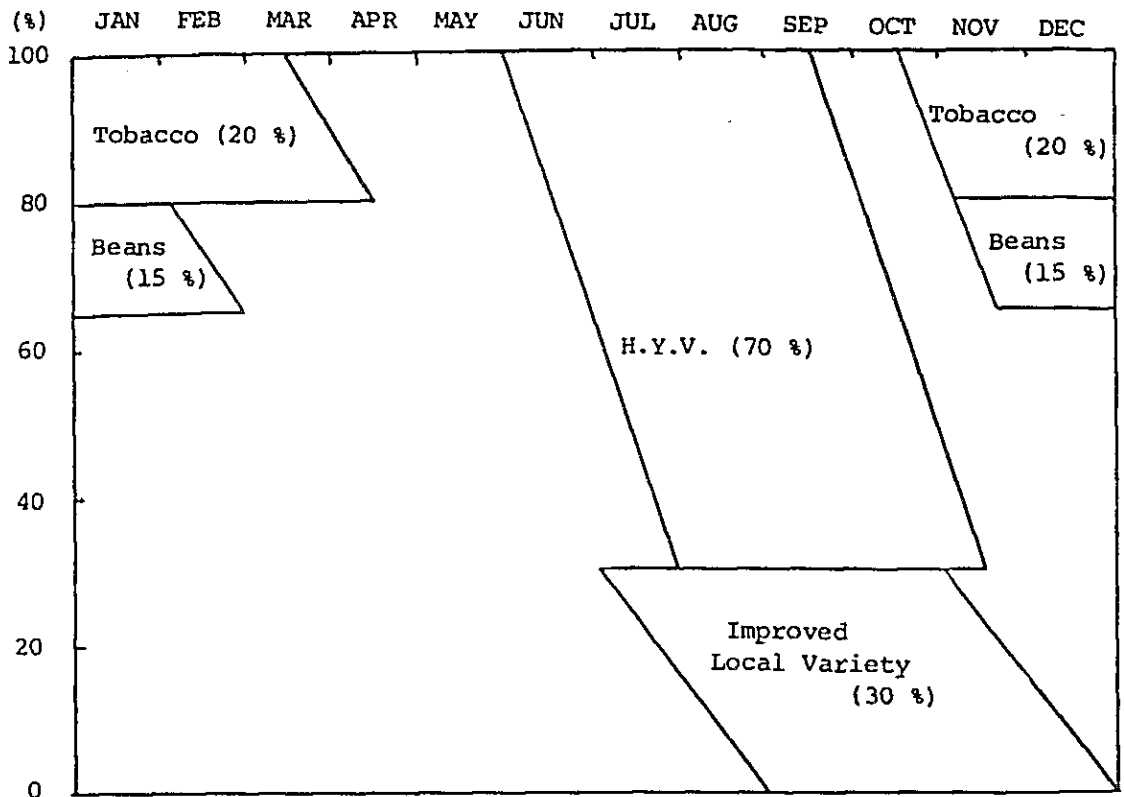 (%) JAN FEB MAR APR MAY JUN JUL AUG SEP OCT NOV DEC
100
Tobacco (20 %)
Tobacco
(20 %)
80
Beans
(15 %)
Beans
(15 %)
H.Y.V. (70 %)
60
40
Improved
Local Variety
(30 %)
20
0